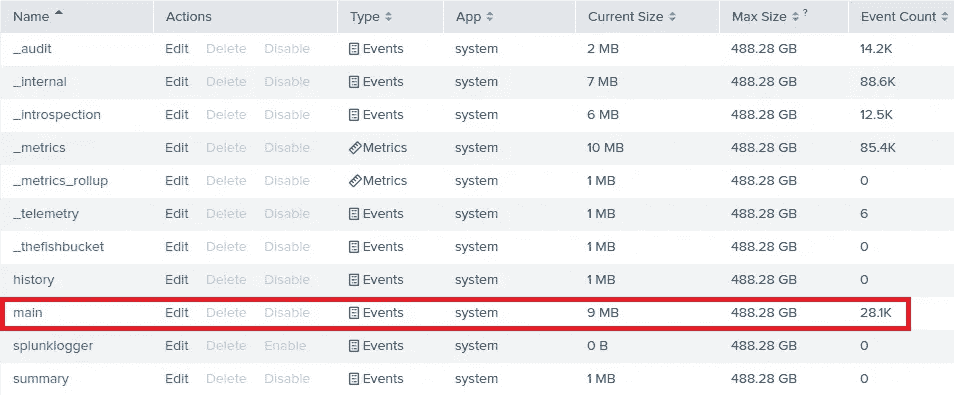 Name Actions Type App Current Size Max Size ? Event Count
_audit Edit Delete Disable Events system 2 MB 488.28 GB 14.2K
_internal Edit Delete Disable Events system 7 MB 488.28 GB 88.6K
_introspection Edit Delete Disable Events system 6 MB 488.28 GB 12.5K
_metrics Edit Delete Disable Metrics system 10 MB 488.28 GB 85.4K
_metrics_rollup Edit Delete Disable Metrics system 1 MB 488.28 GB 0
_telemetry Edit Delete Disable Events system 1 MB 488.28 GB 6
_thefishbucket Edit Delete Disable Events system 1 MB 488.28 GB 0
history Edit Delete Disable Events system 1 MB 488.28 GB 0
main Edit Delete Disable Events system 9 MB 488.28 GB 28.1K
splunklogger Edit Delete Enable Events system 0 B 488.28 GB 0
summary Edit Delete Disable Events system 1 MB 488.28 GB 0